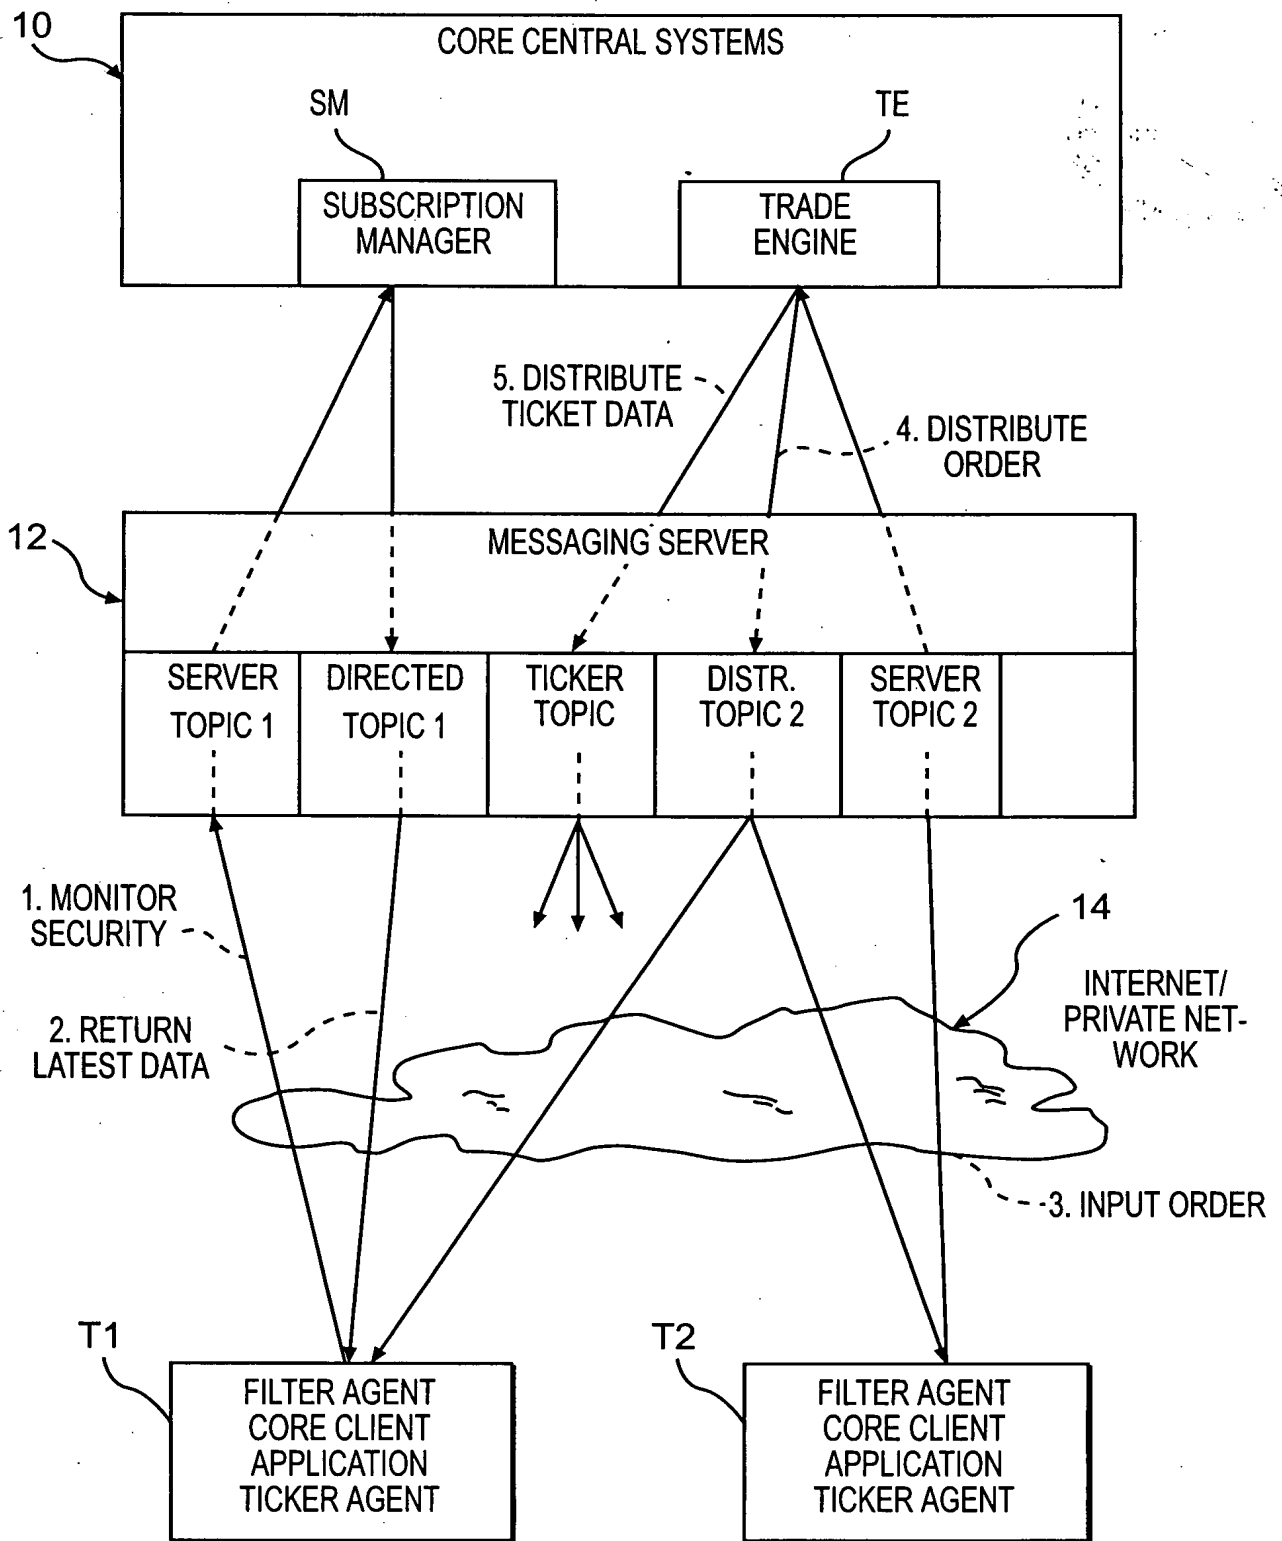 10
CORE CENTRAL SYSTEMS
SM
TE
SUBSCRIPTION
MANAGER
TRADE
ENGINE
5. DISTRIBUTE
TICKET DATA
4. DISTRIBUTE
ORDER
12
MESSAGING SERVER
SERVER
TOPIC 1
DIRECTED
TOPIC 1
TICKER
TOPIC
DISTR.
TOPIC 2
SERVER
TOPIC 2
1. MONITOR
SECURITY
14
INTERNET/
PRIVATE NET-
WORK
2. RETURN
LATEST DATA
3. INPUT ORDER
T1
T2
FILTER AGENT
CORE CLIENT
APPLICATION
TICKER AGENT
FILTER AGENT
CORE CLIENT
APPLICATION
TICKER AGENT